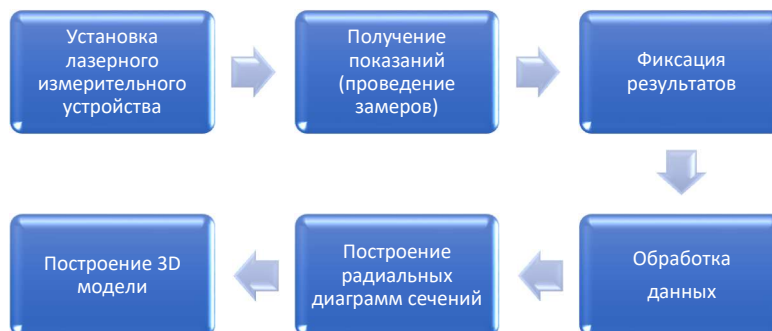 Установка
лазерного
измерительного
устройства
Получение
показаний
(проведение
замеров)
Фиксация
результатов
Обработка
данных
Построение
радиальных
диаграмм сечений
Построение 3D
модели